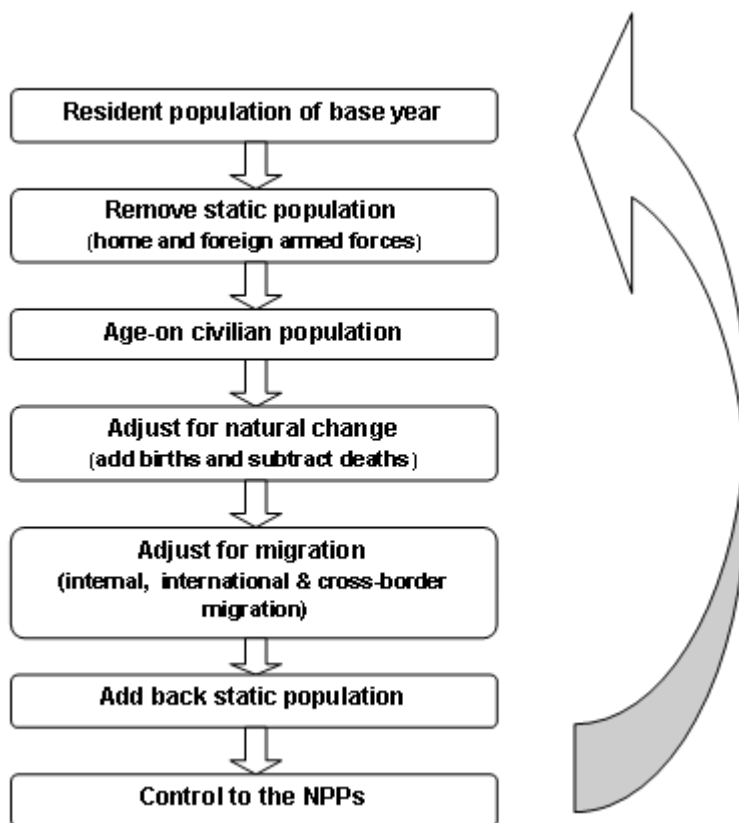 Resident population of base year
Remove static population
(home and foreign armed forces)
Age-on civilian population
Adjust for natural change
(add births and subtract deaths)
Adjust for migration
(internal, international & cross-border
migration)
Add back static population
Control to the NPPs